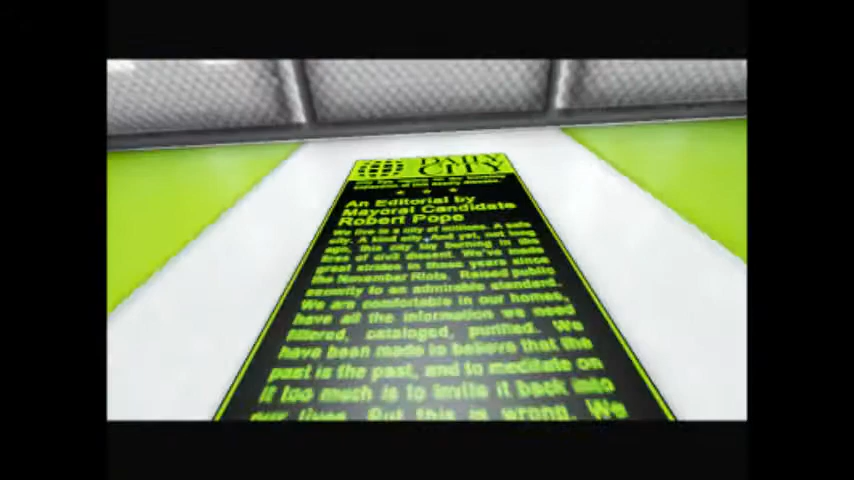 DAILY
CITY
An Editorial by
Mayoral Candidate
Robert Pope
We live in a city of millions. A safe
city. A kind city. And yet, not long
ago, this city lay burning in the
fires of civil dissent. We've made
great strides in those years since
the November Riots. Raised public
security to an admirable standard.
We are comfortable in our homes,
have all the information we need
filtered, cataloged, purified. We
have been made to believe that the
past is the past, and to meditate on
it too much is to invite it back into
our lives. But this is wrong. We